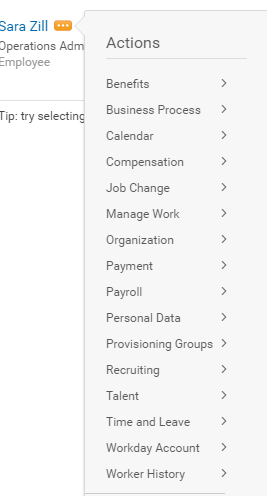 Sara Zill
Operations Adm
Employee
Tip: try selecting
Actions
Benefits
Business Process
Calendar
Compensation
Job Change
Manage Work
Organization
Payment
Payroll
Personal Data
Provisioning Groups
Recruiting
Talent
Time and Leave
Workday Account
Worker History